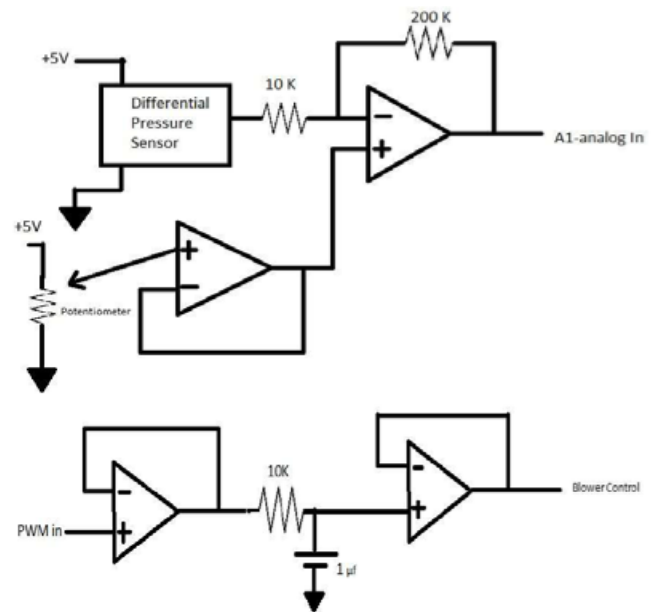 200 K
+5V
10 K
Differential
Pressure
Sensor
−
+
A1-analog In
+5V
+
−
Potentiometer
-
+
PWM in
10K
-
+
Blower Control
1 µf